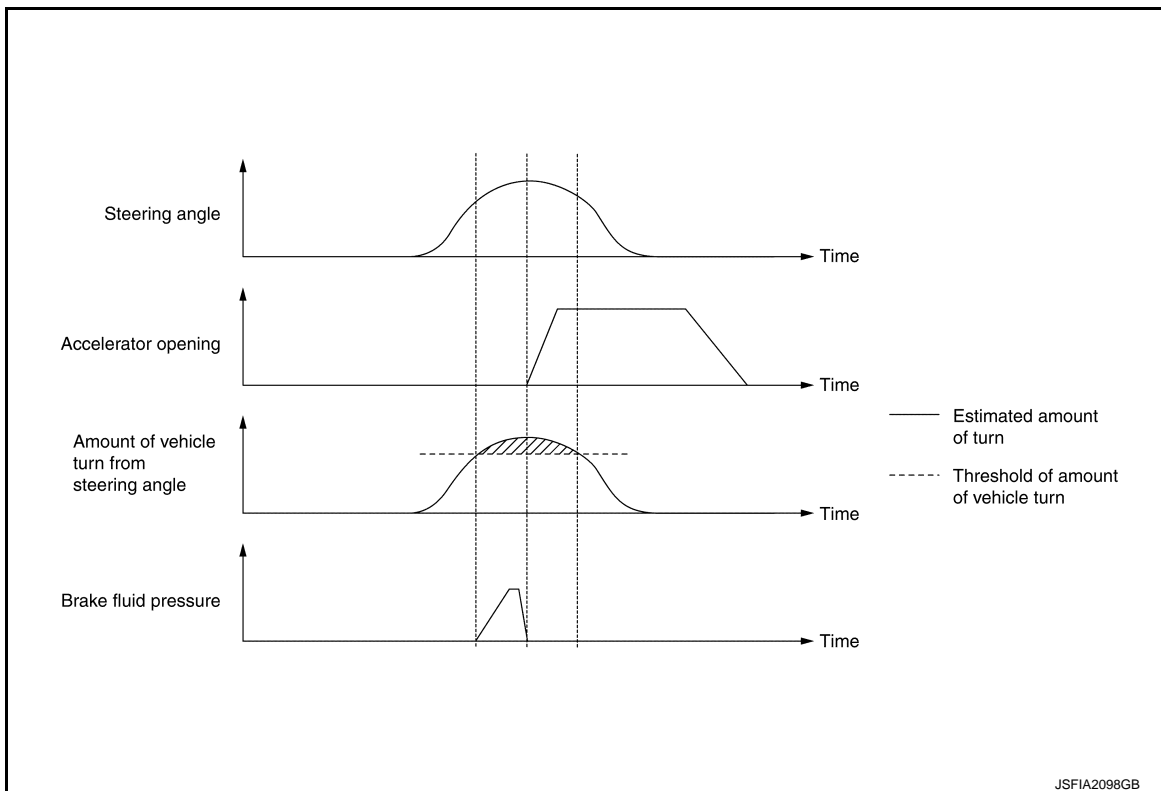 Steering angle
Time
Accelerator opening
Time
Amount of vehicle
turn from
steering angle
Time
Brake fluid pressure
Time
Estimated amount
of turn
Threshold of amount
of vehicle turn
JSFIA2098GB